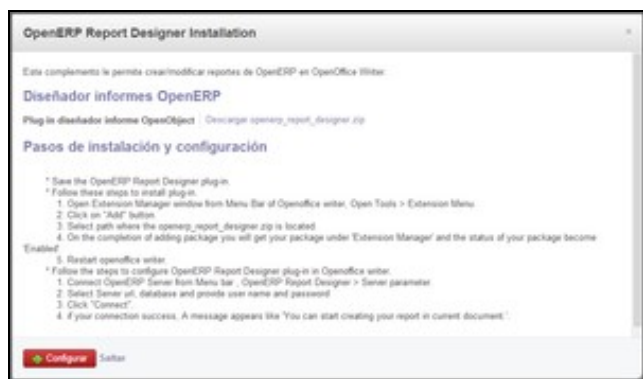 OpenERP Report Designer Installation
×
Este complemento le permite crear/modificar reportes de OpenERP en OpenOffice Writer.
Diseñador informes OpenERP
Plug-in diseñador informe OpenObject Descargar openerp_report_designer.zip
Pasos de instalación y configuración
* Save the OpenERP Report Designer plug-in.
* Follow these steps to install plug-in.
1. Open Extension Manager window from Menu Bar of Openoffice writer, Open Tools > Extension Menu.
2. Click on "Add" button.
3. Select path where the openerp_report_designer.zip is located.
4. On the completion of adding package you will get your package under 'Extension Manager' and the status of your package become
'Enabled'
5. Restart openoffice writer.
* Follow the steps to configure OpenERP Report Designer plug-in in Openoffice writer.
1. Connect OpenERP Server from Menu bar , OpenERP Report Designer > Server parameter.
2. Select Server url, database and provide user name and password
3. Click "Connect".
4. if your connection success, A message appears like 'You can start creating your report in current document.'.
Configurar Saltar